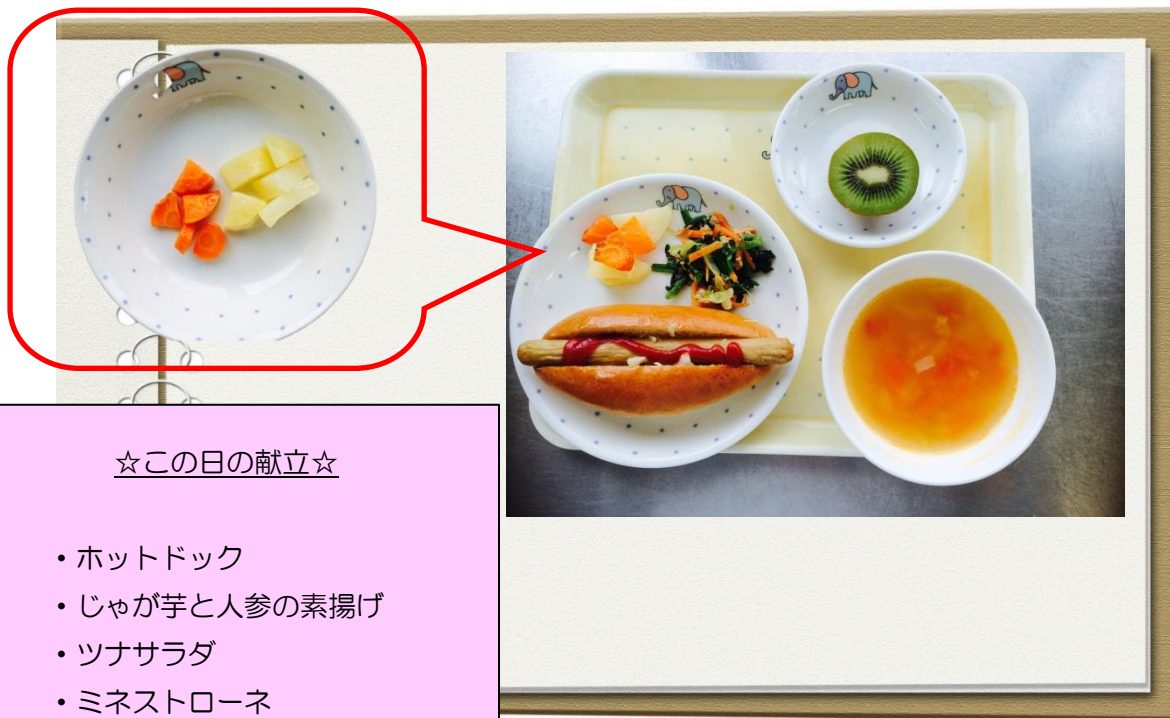 ☆この日の献立☆
・ホットドック
・じゃが芋と人参の素揚げ
・ツナサラダ
・ミネストローネ